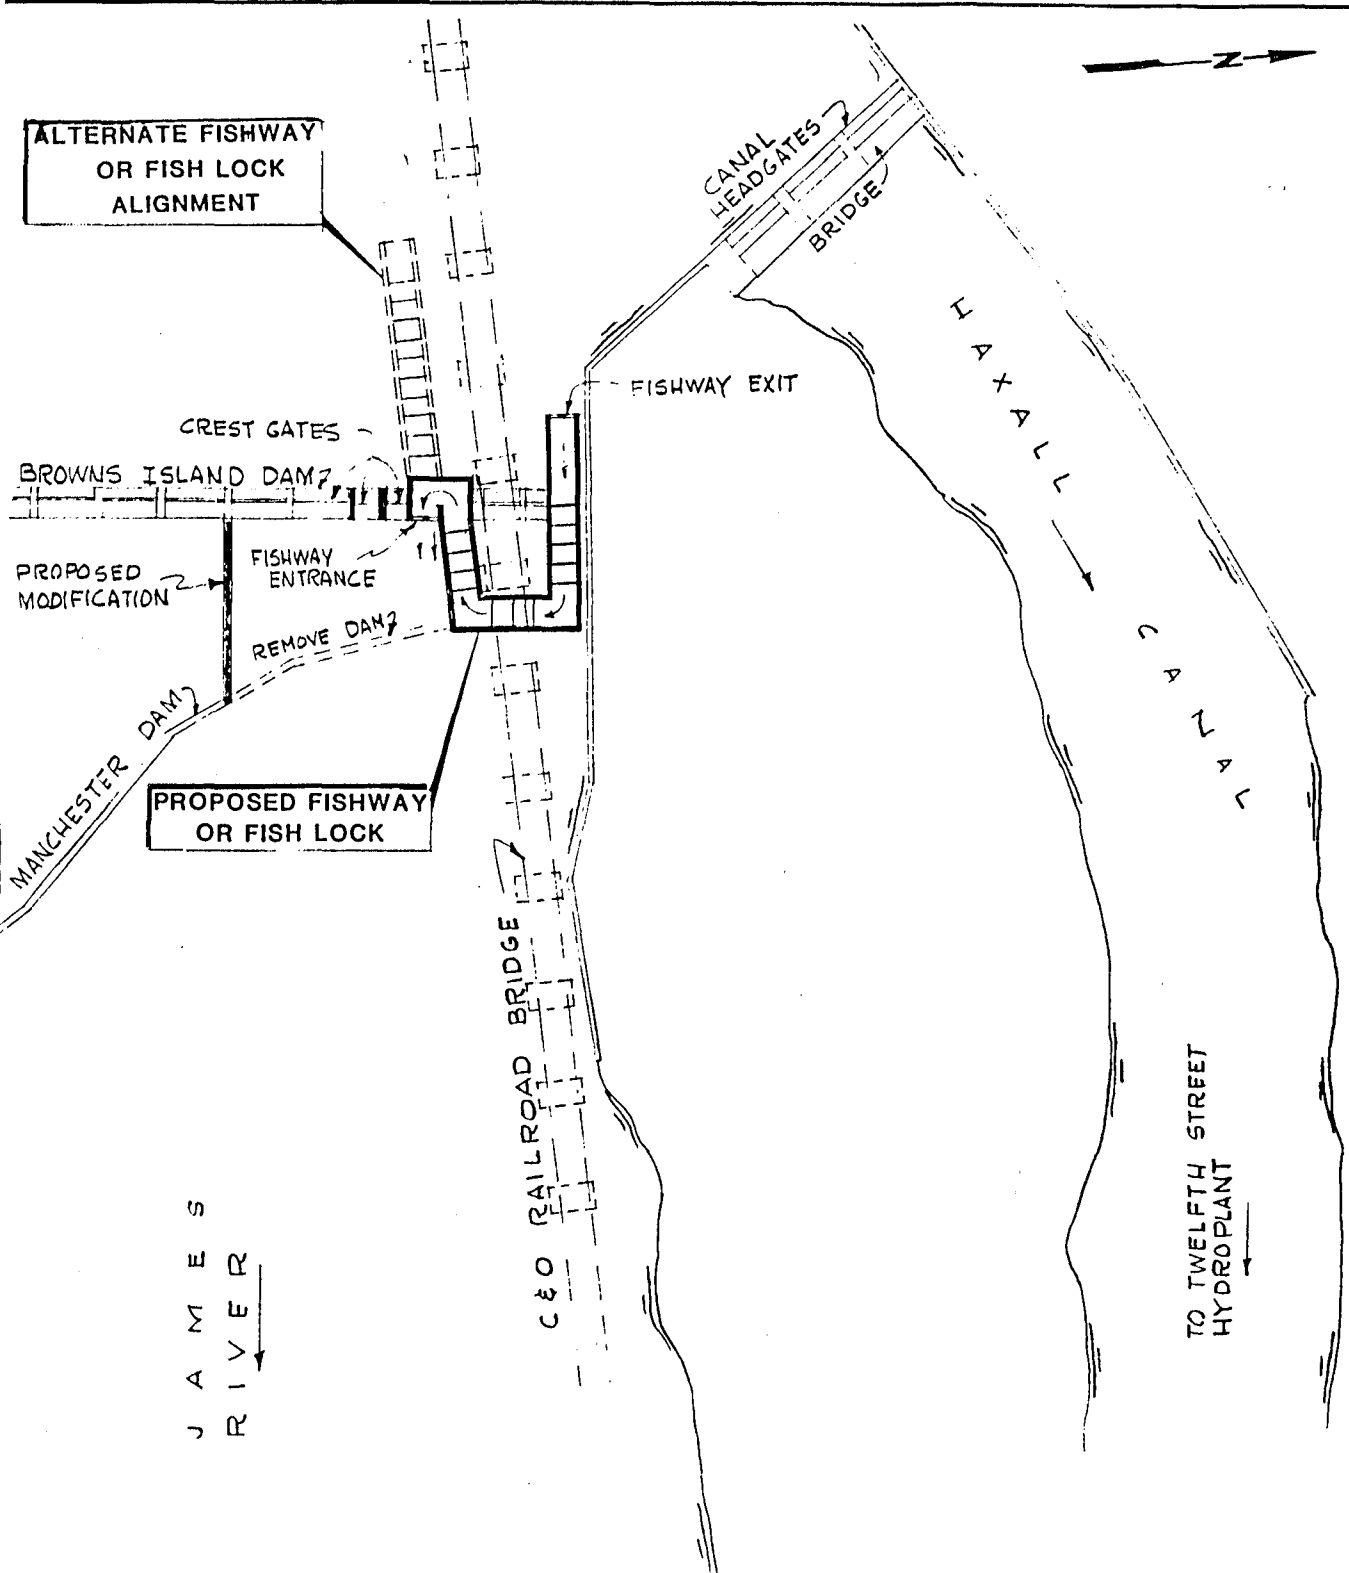 N
ALTERNATE FISHWAY
OR FISH LOCK
ALIGNMENT
CANAL
HEADGATES
BRIDGE
HAXALL CANAL
FISHWAY EXIT
CREST GATES
BROWNS ISLAND DAM
FISHWAY
ENTRANCE
PROPOSED
MODIFICATION
REMOVE DAM
MANCHESTER DAM
PROPOSED FISHWAY
OR FISH LOCK
C & O RAILROAD BRIDGE
JAMES
RIVER
TO TWELFTH STREET
HYDROPLANT